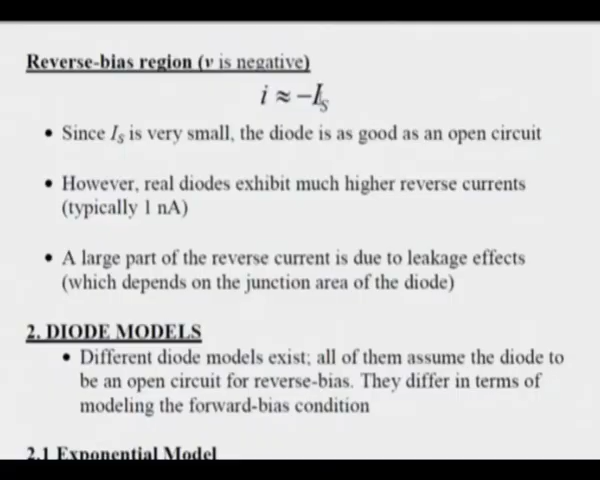 Reverse-bias region (v is negative)
i ≈ −I_S
• Since I_S is very small, the diode is as good as an open circuit
• However, real diodes exhibit much higher reverse currents
(typically 1 nA)
• A large part of the reverse current is due to leakage effects
(which depends on the junction area of the diode)
2. DIODE MODELS
• Different diode models exist; all of them assume the diode to
be an open circuit for reverse-bias. They differ in terms of
modeling the forward-bias condition
2.1 Exponential Model